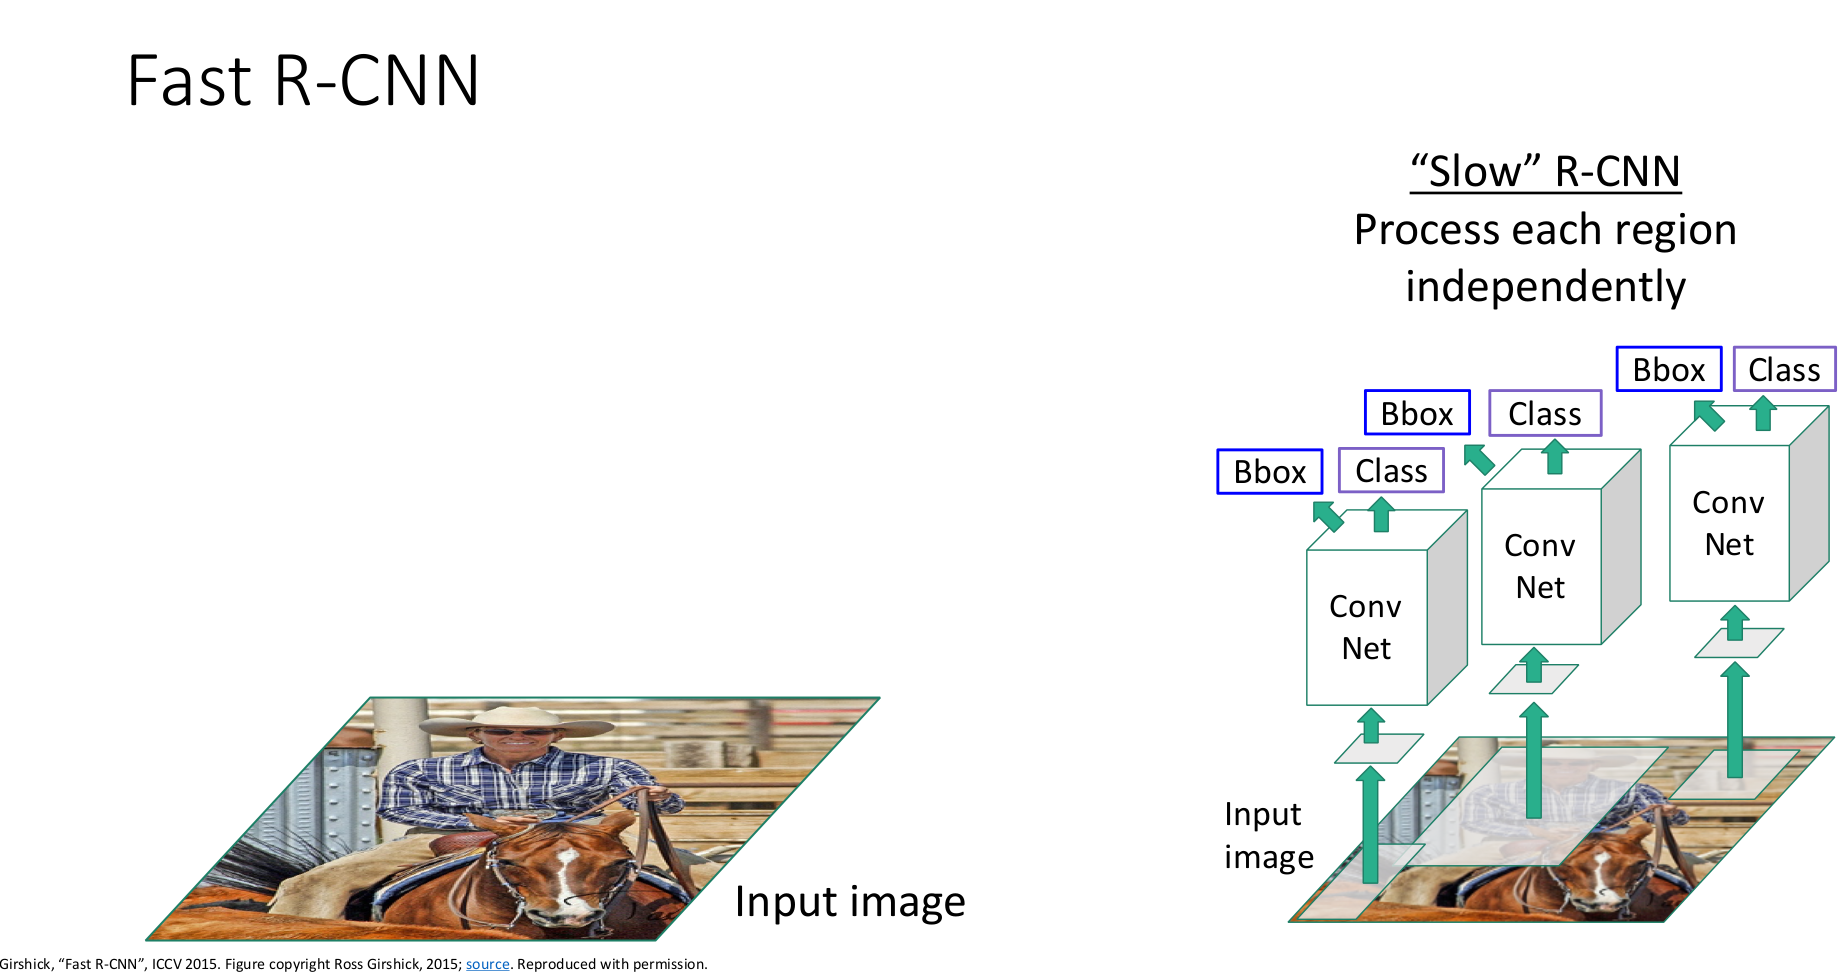 Fast R-CNN
“Slow” R-CNN
Process each region
independently
Bbox
Class
Bbox
Class
Bbox
Class
Conv
Net
Conv
Net
Conv
Net
Input
image
Input image
Girshick, “Fast R-CNN”, ICCV 2015. Figure copyright Ross Girshick, 2015; source. Reproduced with permission.